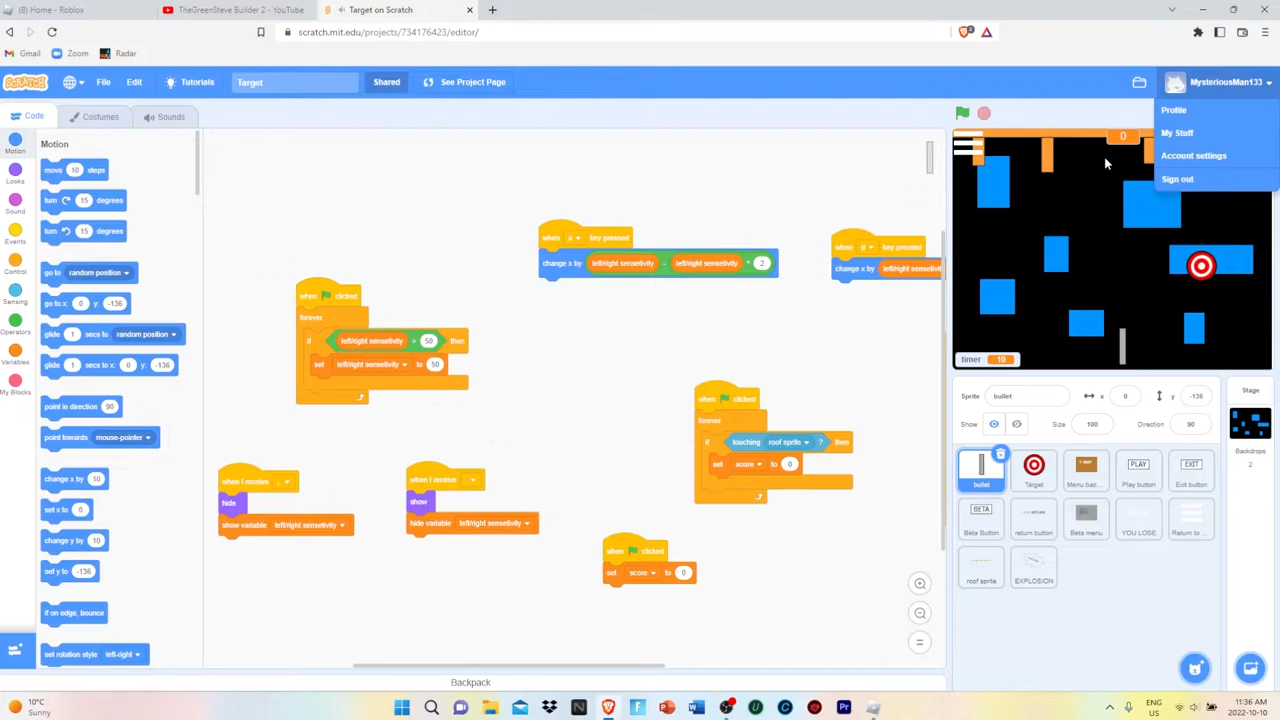 (8) Home - Roblox
TheGreenSteve Builder 2 - YouTube
Target on Scratch
scratch.mit.edu/projects/734176423/editor/
Gmail Zoom Radar
SCRATCH File Edit Tutorials Target Shared See Project Page MysteriousMan133
Code Costumes Sounds
Profile
My Stuff
Account settings
Sign out
Motion
Looks
Sound
Events
Control
Sensing
Operators
Variables
My Blocks
Motion
move 10 steps
turn 15 degrees
turn 15 degrees
go to random position
go to x: 0 y: -136
glide 1 secs to random position
glide 1 secs to x: 0 y: -136
point in direction 90
point towards mouse-pointer
change x by 10
set x to 0
change y by 10
set y to -136
if on edge, bounce
set rotation style left-right
when a key pressed
change x by left/right sensetivity - left/right sensetivity * 2
when d key pressed
change x by left/right sensetivit
when clicked
forever
if left/right sensetivity > 50 then
set left/right sensetivity to 50
when clicked
forever
if touching roof sprite ? then
set score to 0
when I receive
hide
show variable left/right sensetivity
when I receive
show
hide variable left/right sensetivity
when clicked
set score to 0
0
timer 10
Sprite bullet x 0 y -136
Show Size 100 Direction 90
Stage
Backdrops
2
bullet
Target
Menu bac...
Play button
Exit button
Beta Button
return button
Beta menu
YOU LOSE
Return to ...
roof sprite
EXPLOSION
PLAY
EXIT
BETA
Backpack
10°C
Sunny
ENG
US
11:36 AM
2022-10-10